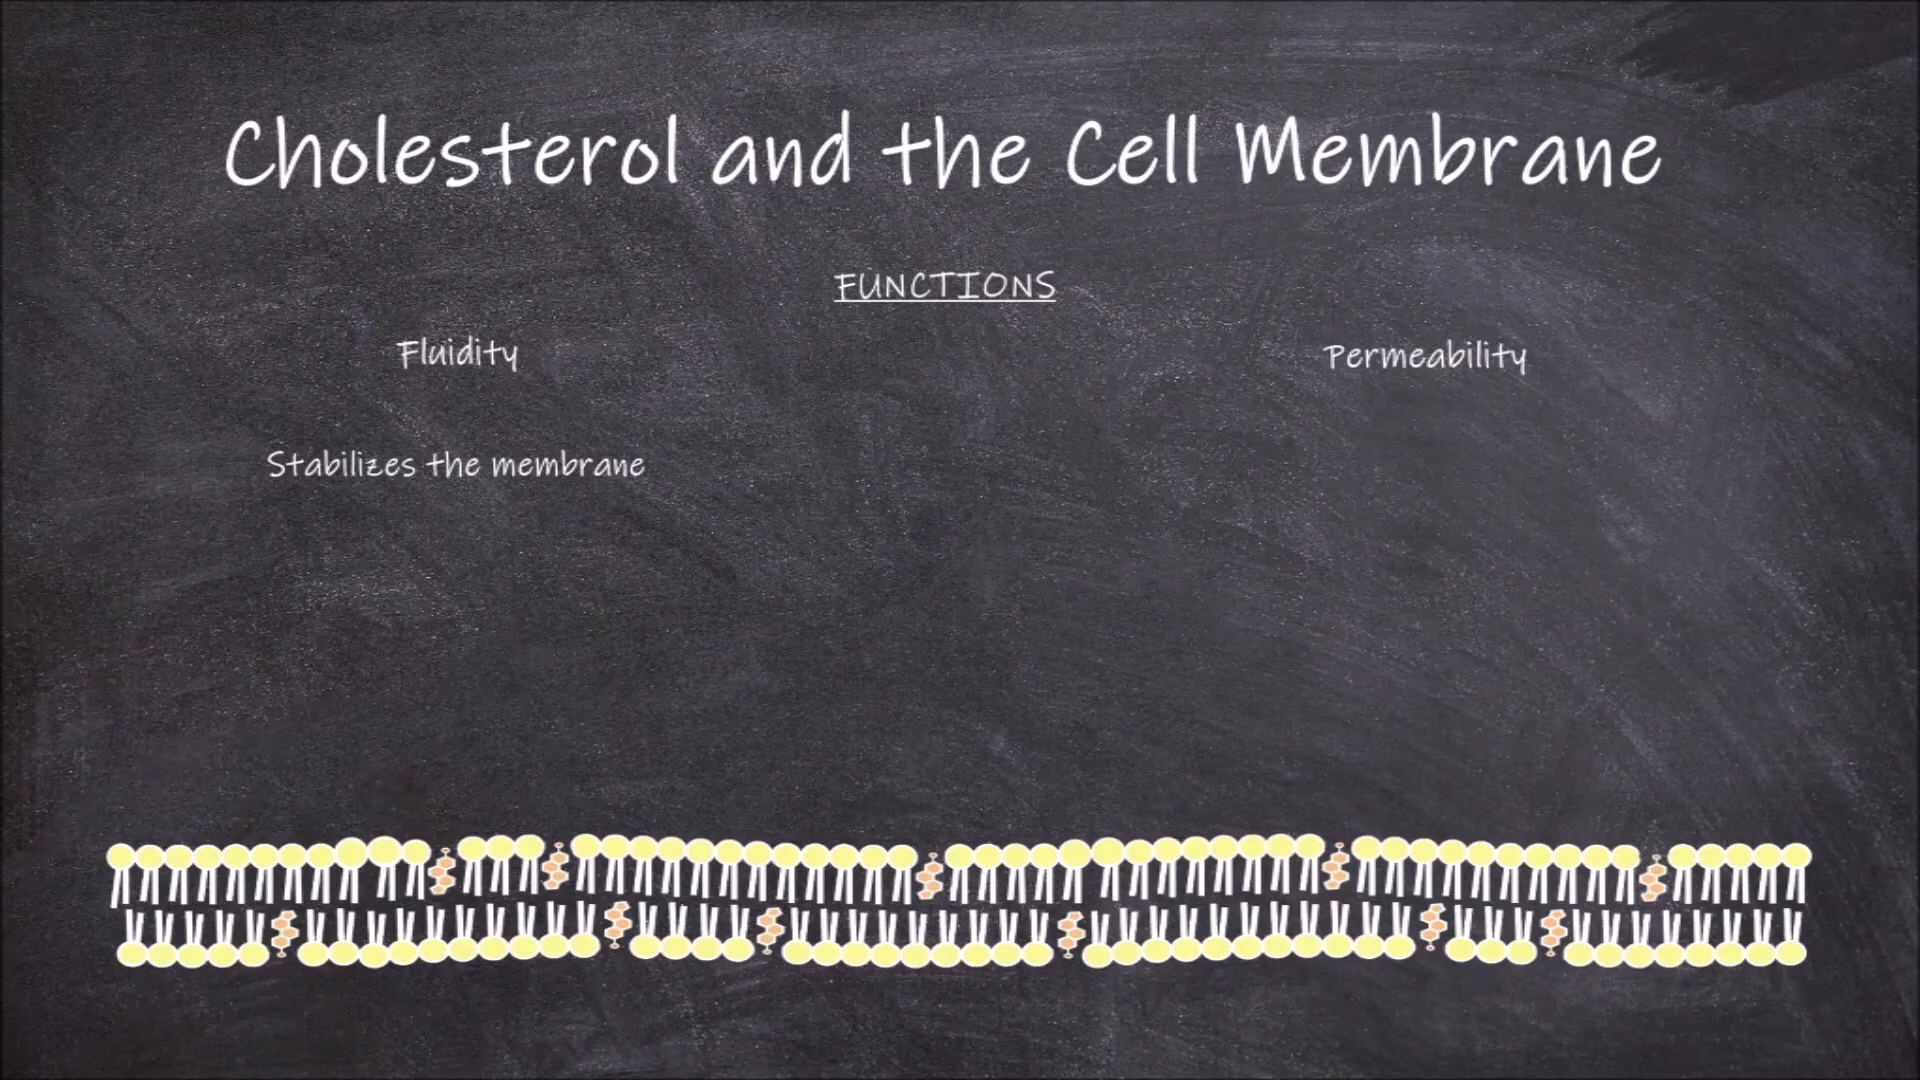 Cholesterol and the Cell Membrane
FUNCTIONS
Fluidity
Permeability
Stabilizes the membrane